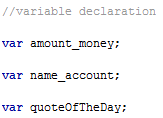 //variable declaration
var amount_money;
var name_account;
var quoteOfTheDay;